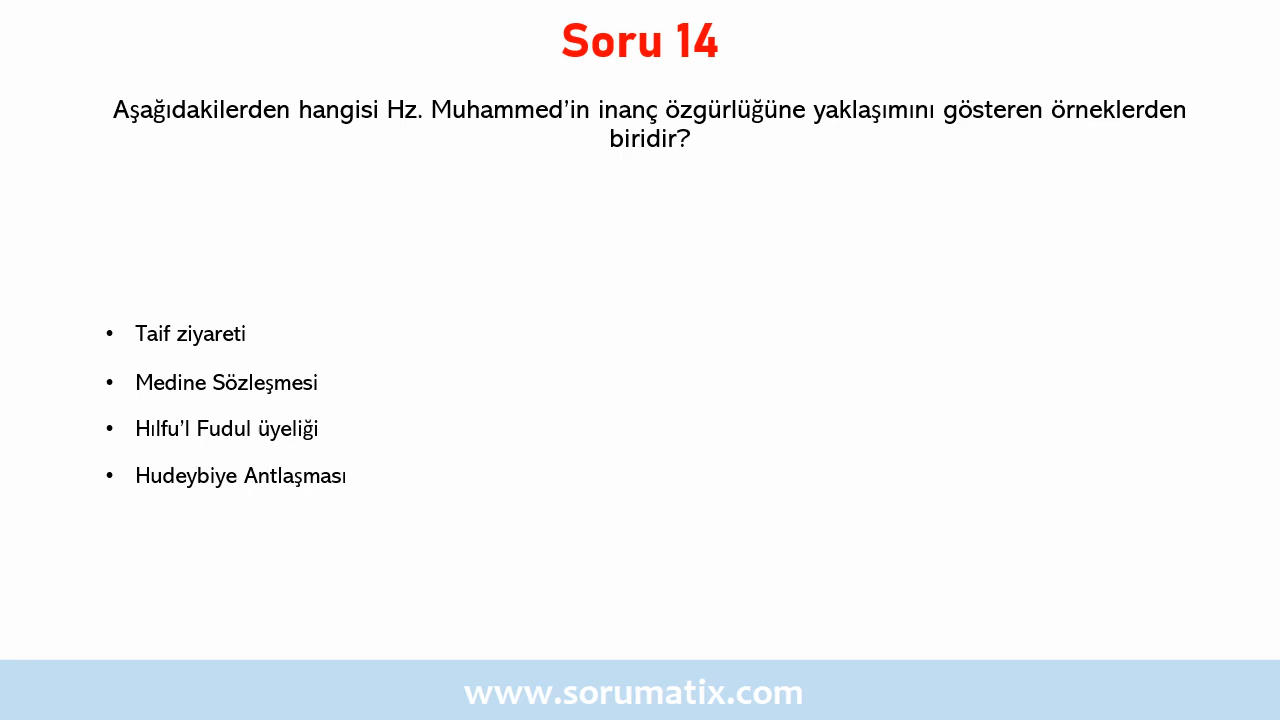 Soru 14
Aşağıdakilerden hangisi Hz. Muhammed’in inanç özgürlüğüne yaklaşımını gösteren örneklerden
biridir?
• Taif ziyareti
• Medine Sözleşmesi
• Hılfu’l Fudul üyeliği
• Hudeybiye Antlaşması
www.sorumatix.com